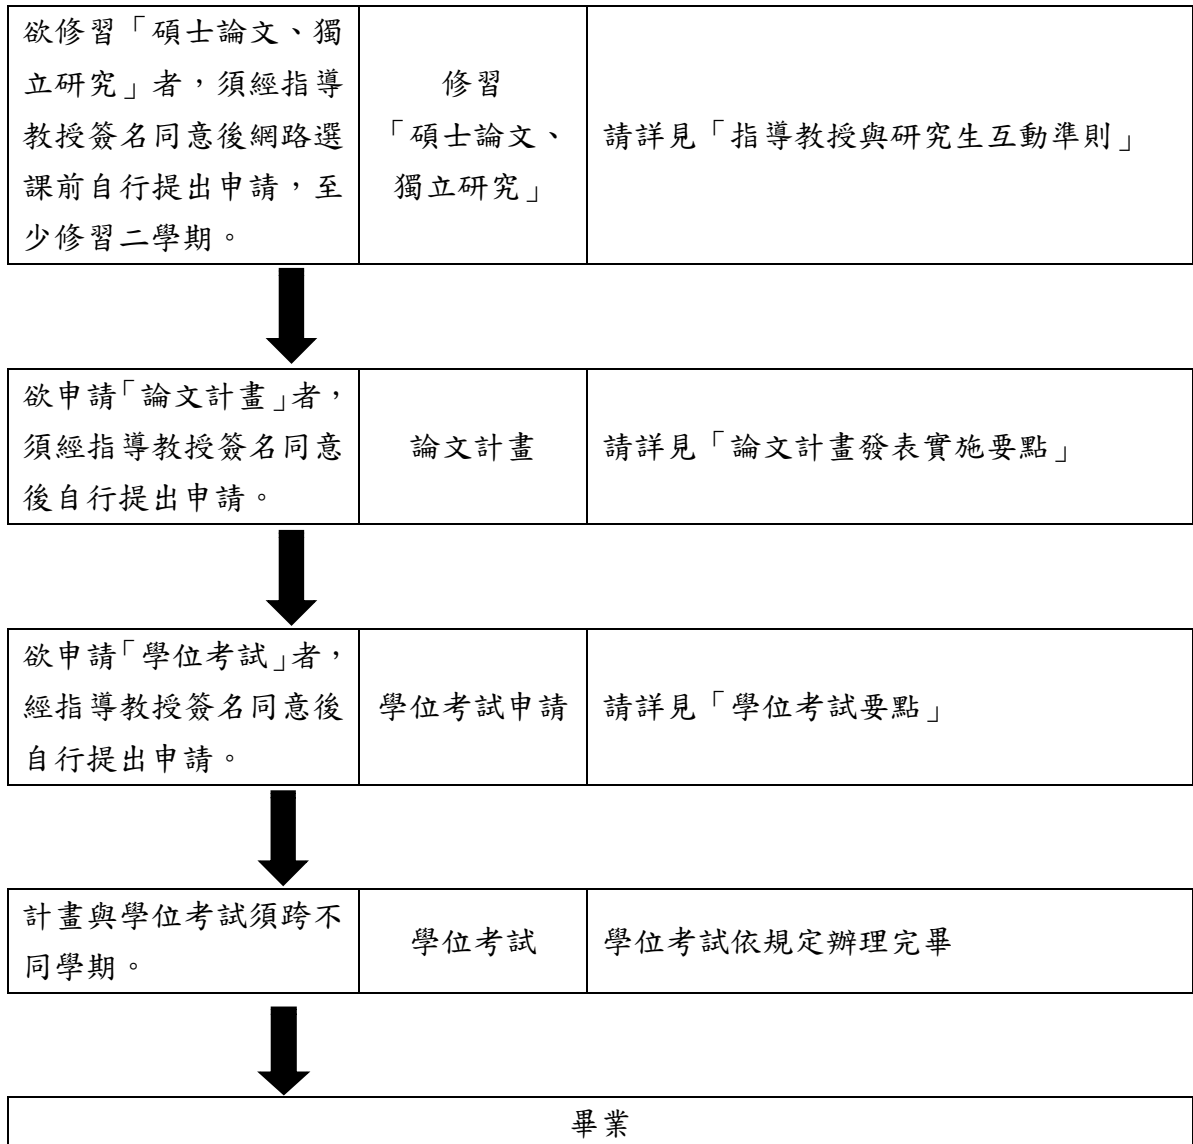 欲修習「碩士論文、獨
立研究」者，須經指導
教授簽名同意後網路選
課前自行提出申請，至
少修習二學期。
修習
「碩士論文、
獨立研究」
請詳見「指導教授與研究生互動準則」
欲申請「論文計畫」者，
須經指導教授簽名同意
後自行提出申請。
論文計畫
請詳見「論文計畫發表實施要點」
欲申請「學位考試」者，
經指導教授簽名同意後
自行提出申請。
學位考試申請
請詳見「學位考試要點」
計畫與學位考試須跨不
同學期。
學位考試
學位考試依規定辦理完畢
畢業